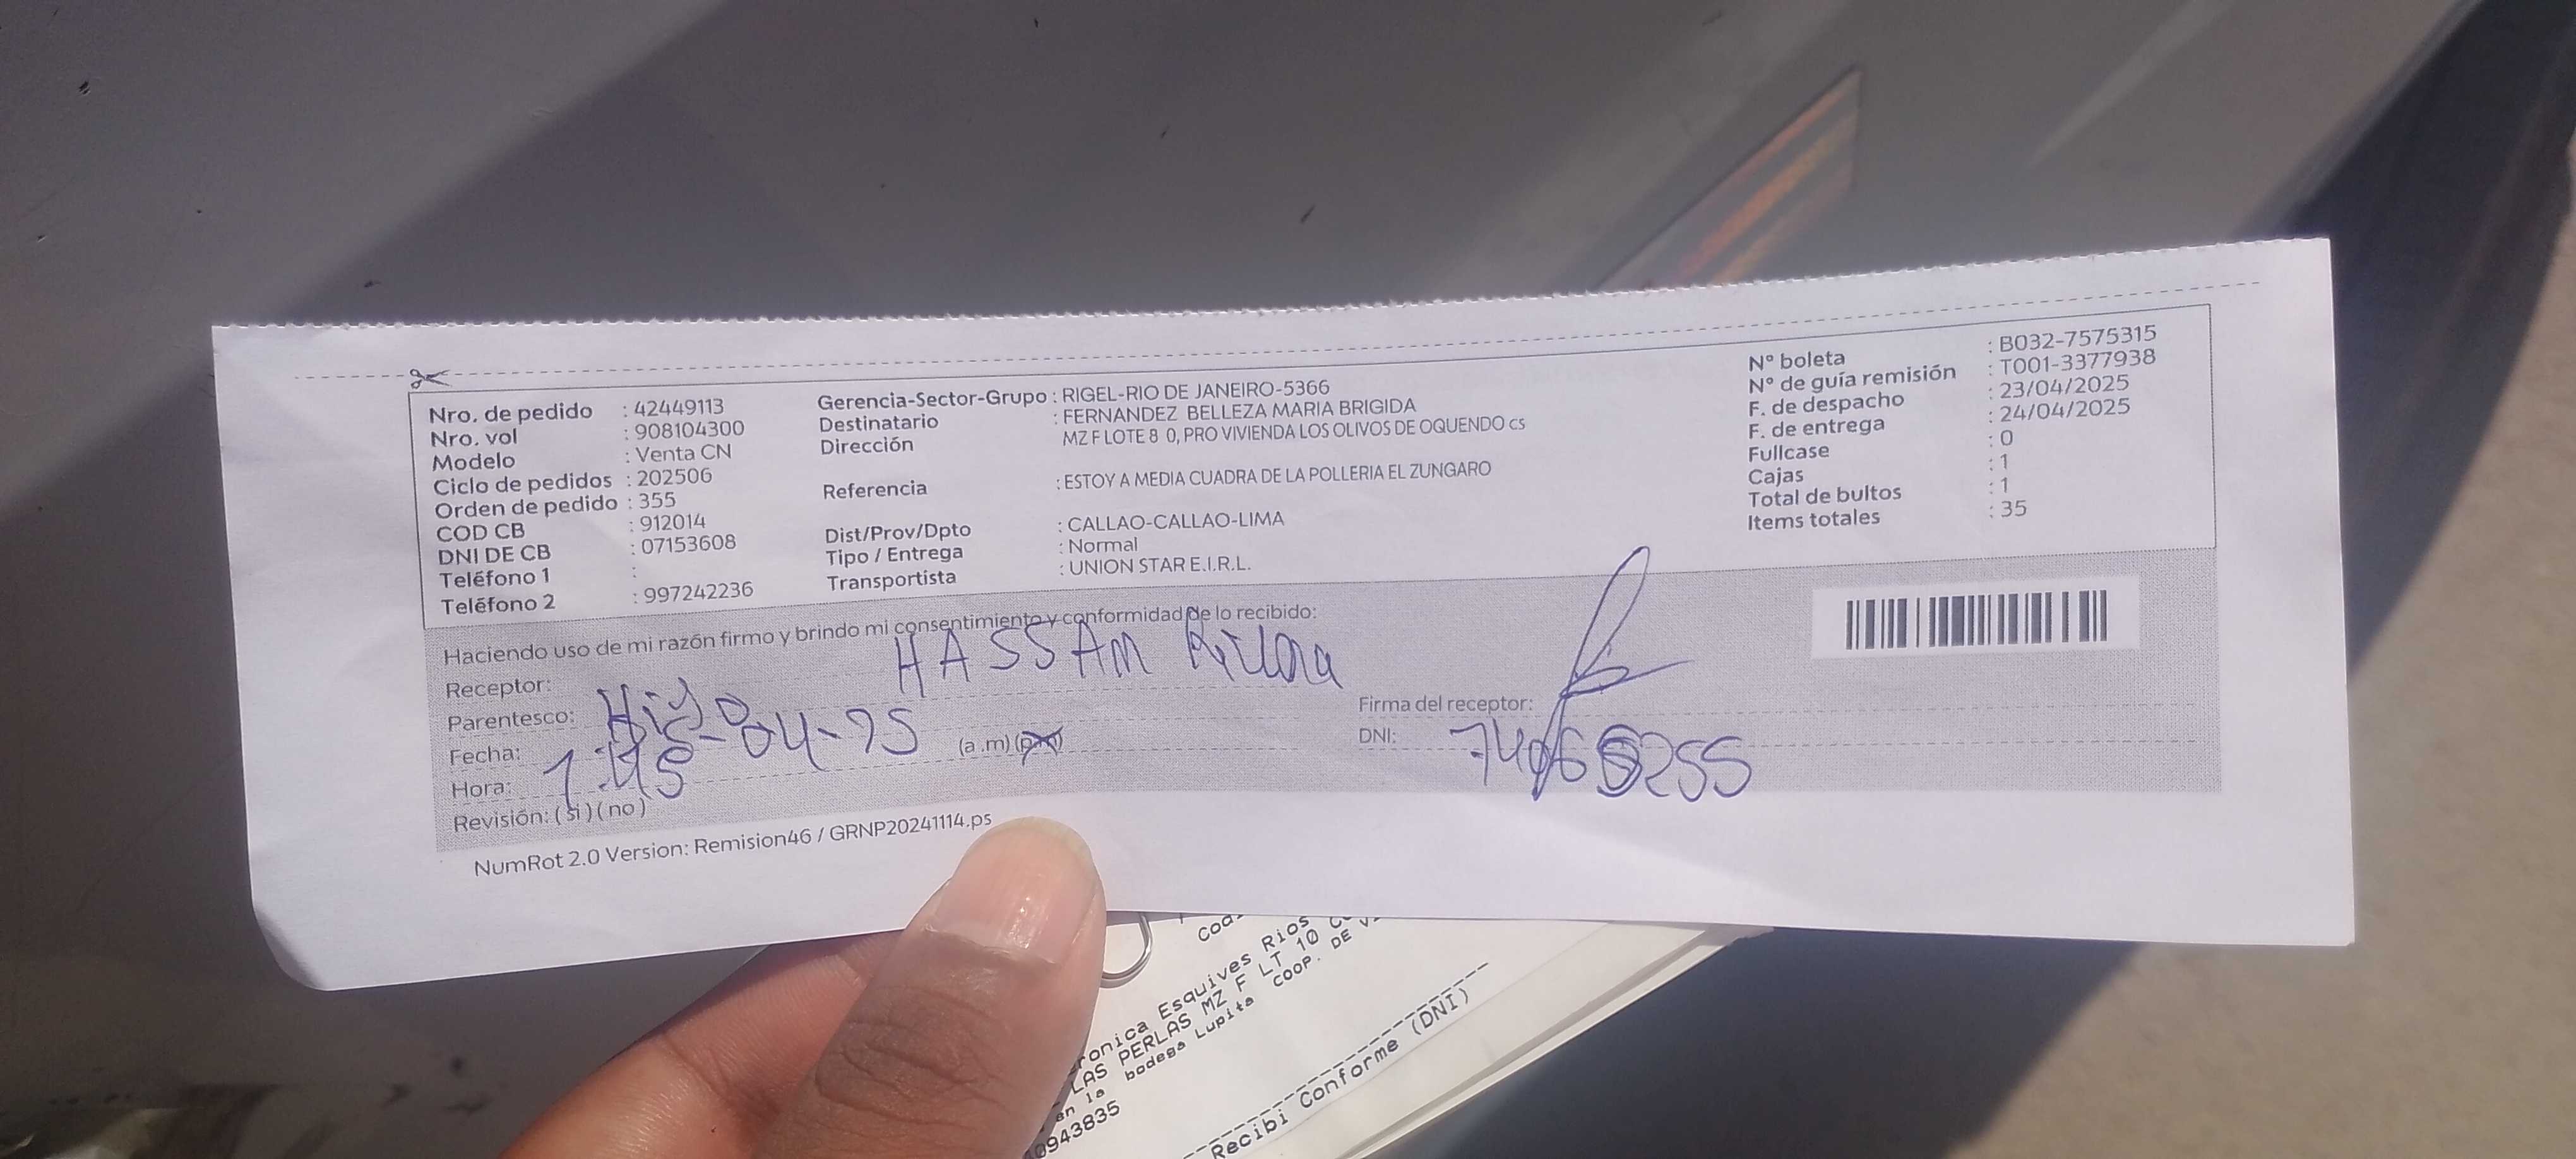 Nro. de pedido : 42449113
Nro. vol : 908104300
Modelo : Venta CN
Ciclo de pedidos : 202506
Orden de pedido : 355
COD CB : 912014
DNI DE CB : 07153608
Teléfono 1 :
Teléfono 2 : 997242236
Gerencia-Sector-Grupo : RIGEL-RIO DE JANEIRO-5366
Destinatario : FERNANDEZ BELLEZA MARIA BRIGIDA
Dirección MZ F LOTE 8 0, PRO VIVIENDA LOS OLIVOS DE OQUENDO cs
Referencia : ESTOY A MEDIA CUADRA DE LA POLLERIA EL ZUNGARO
Dist/Prov/Dpto : CALLAO-CALLAO-LIMA
Tipo / Entrega : Normal
Transportista : UNION STAR E.I.R.L.
N° boleta : B032-7575315
N° de guía remisión : T001-3377938
F. de despacho : 23/04/2025
F. de entrega : 24/04/2025
Fullcase : 0
Cajas : 1
Total de bultos : 1
Items totales : 35
Haciendo uso de mi razón firmo y brindo mi consentimiento y conformidad de lo recibido:
Receptor: HASSAM
Parentesco: Hijo
Fecha: -04-25
Hora: 1:45 (a.m) (p.m)
Revisión: ( si ) ( no )
Firma del receptor:
DNI:
NumRot 2.0 Version: Remision46 / GRNP20241114.ps
Esquives Rios
LAS PERLAS MZ F LT 10
en la bodega Lupita COOP. DE
0943835
Recibi Conforme (DNI)